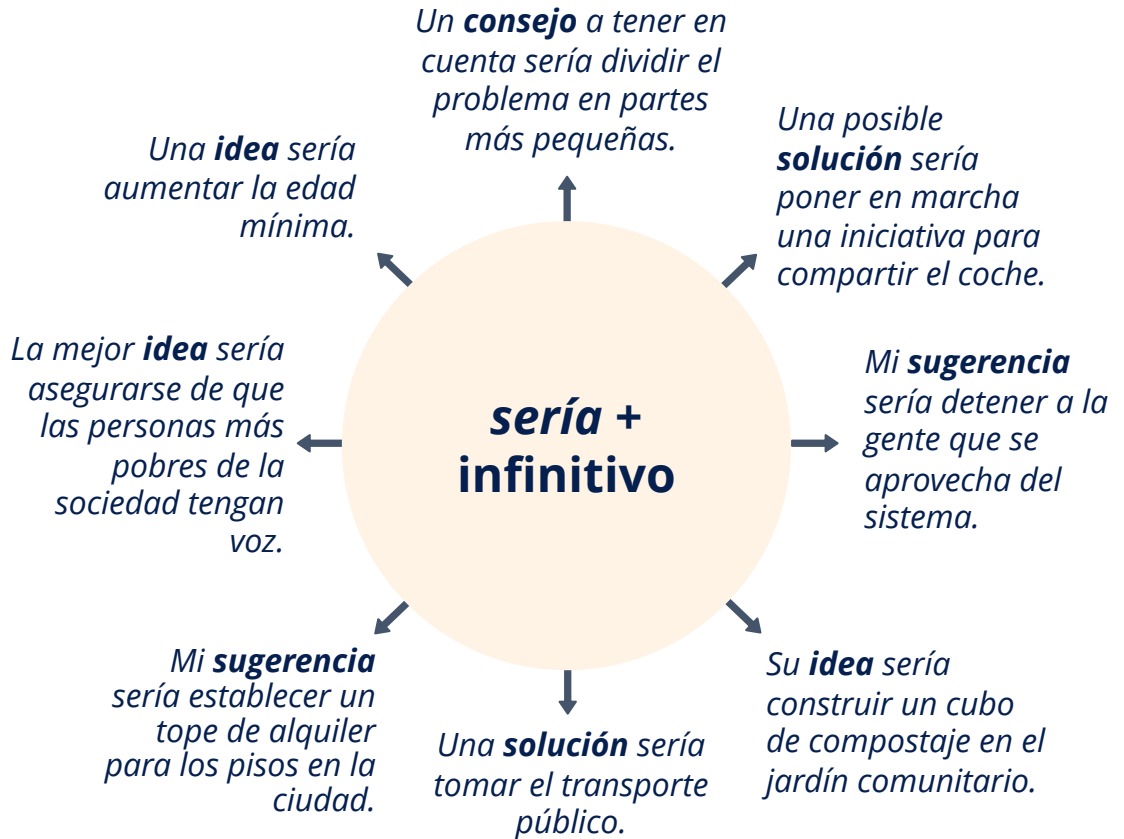 Un consejo a tener en
cuenta sería dividir el
problema en partes
más pequeñas.
Una posible
solución sería
poner en marcha
una iniciativa para
compartir el coche.
Mi sugerencia
sería detener a la
gente que se
aprovecha del
sistema.
Su idea sería
construir un cubo
de compostaje en el
jardín comunitario.
Una solución sería
tomar el transporte
público.
Mi sugerencia
sería establecer un
tope de alquiler
para los pisos en la
ciudad.
La mejor idea sería
asegurarse de que
las personas más
pobres de la
sociedad tengan
voz.
Una idea sería
aumentar la edad
mínima.
sería +
infinitivo